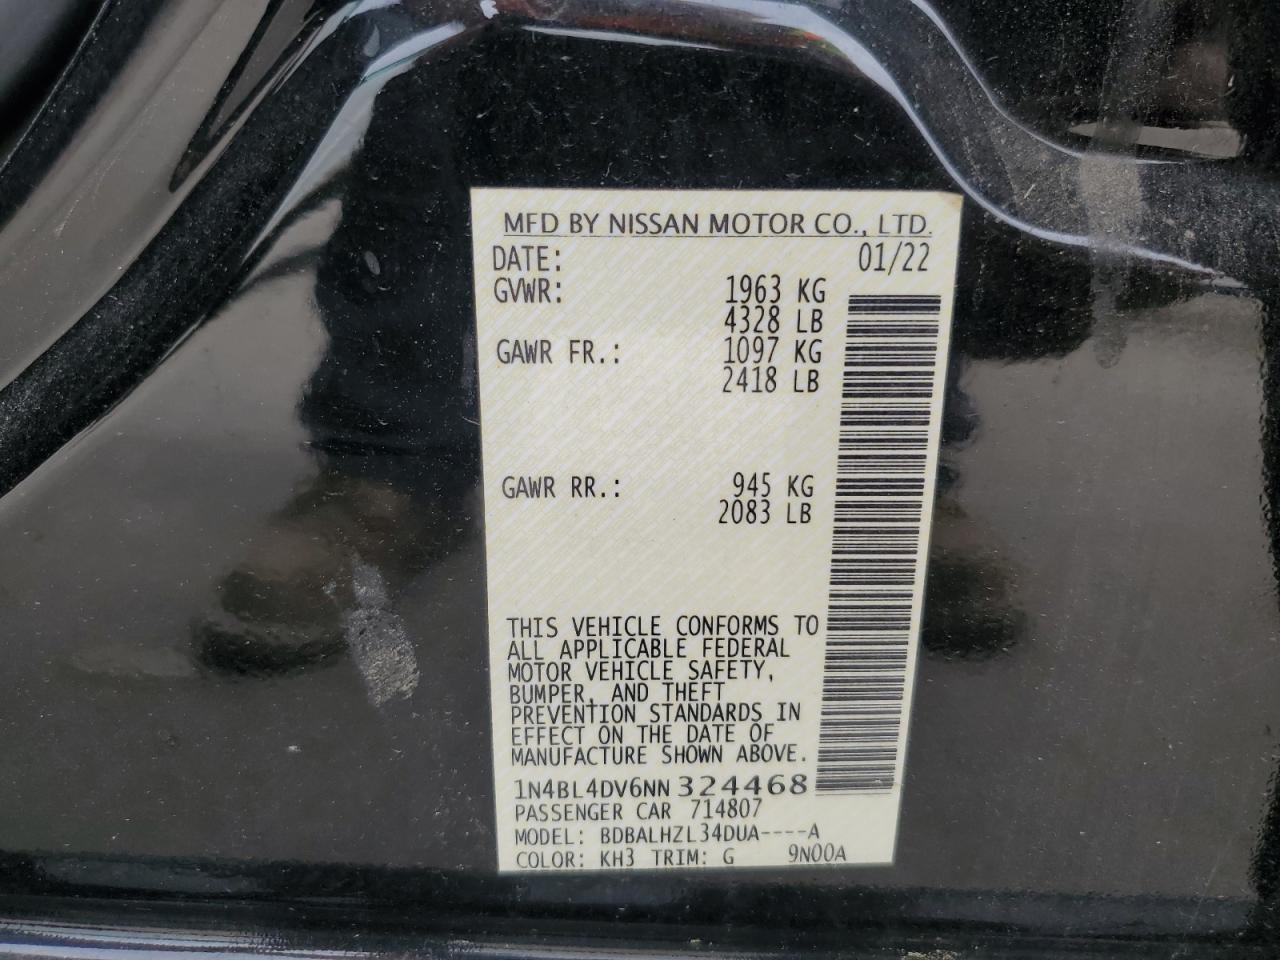 MFD BY NISSAN MOTOR CO., LTD.
DATE: 01/22
GVWR: 1963 KG
4328 LB
GAWR FR.: 1097 KG
2418 LB
GAWR RR.: 945 KG
2083 LB
THIS VEHICLE CONFORMS TO
ALL APPLICABLE FEDERAL
MOTOR VEHICLE SAFETY,
BUMPER, AND THEFT
PREVENTION STANDARDS IN
EFFECT ON THE DATE OF
MANUFACTURE SHOWN ABOVE.
1N4BL4DV6NN 324468
PASSENGER CAR 714807
MODEL: BDBALHZL34DUA----A
COLOR: KH3 TRIM: G 9N00A